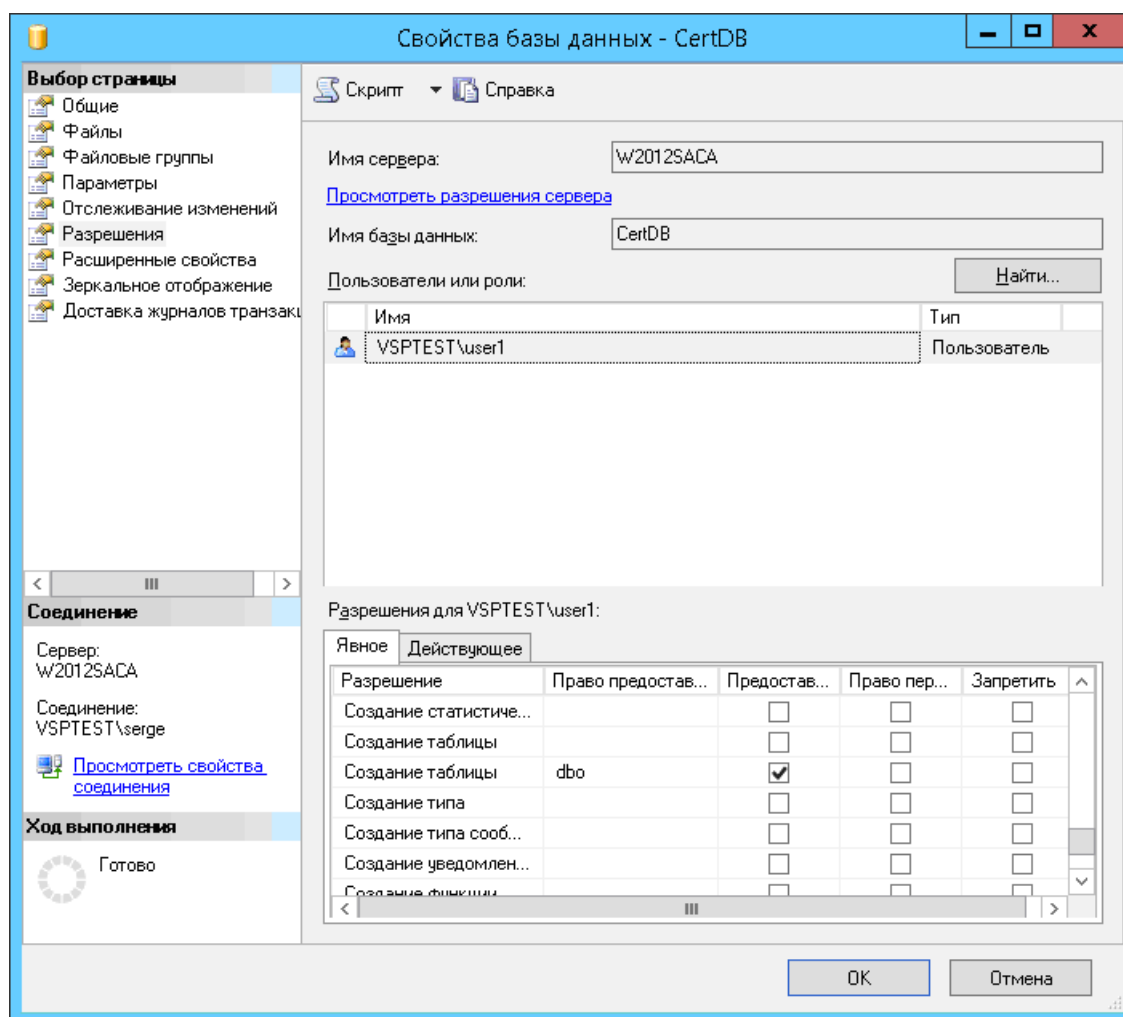 Свойства базы данных - CertDB
Выбор страницы
Общие
Файлы
Файловые группы
Параметры
Отслеживание изменений
Разрешения
Расширенные свойства
Зеркальное отображение
Доставка журналов транзакц
Скрипт
Справка
Имя сервера:
W2012SACA
Просмотреть разрешения сервера
Имя базы данных:
CertDB
Пользователи или роли:
Найти...
Имя Тип
VSPTEST\user1 Пользователь
Соединение
Сервер:
W2012SACA
Соединение:
VSPTEST\serge
Просмотреть свойства
соединения
Ход выполнения
Готово
Разрешения для VSPTEST\user1:
Явное Действующее
Разрешение Право предостав... Предостав... Право пер... Запретить
Создание статистиче...
Создание таблицы
Создание таблицы dbo
Создание типа
Создание типа сооб...
Создание уведомлен...
Создание функции
OK Отмена